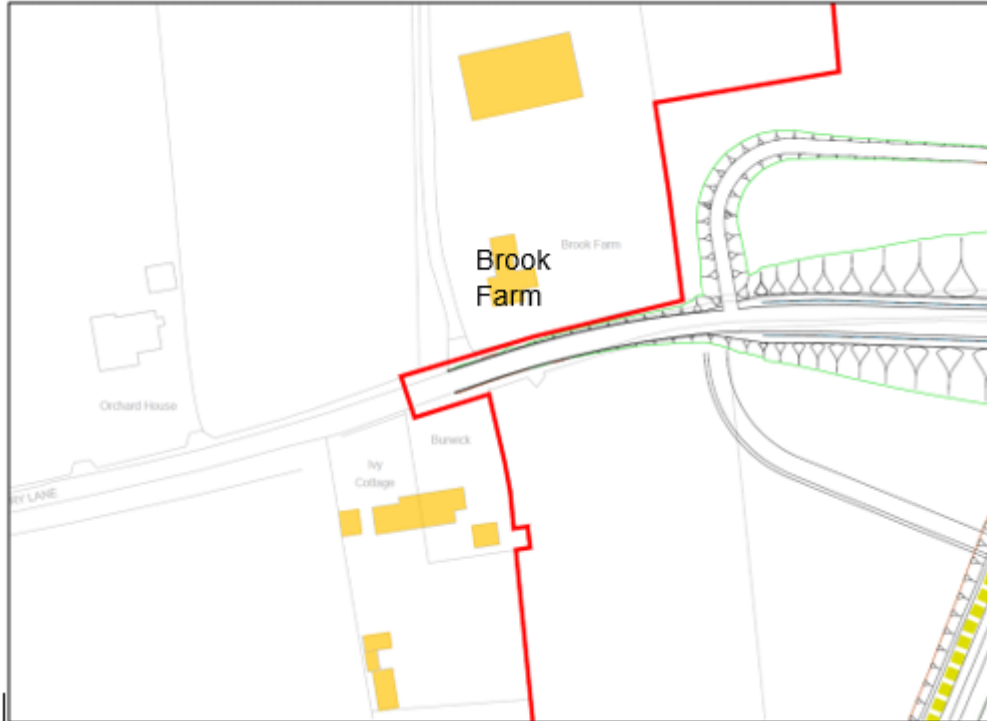 Brook Farm
Brook
Farm
Orchard House
Burwick
Ivy
Cottage
RY LANE